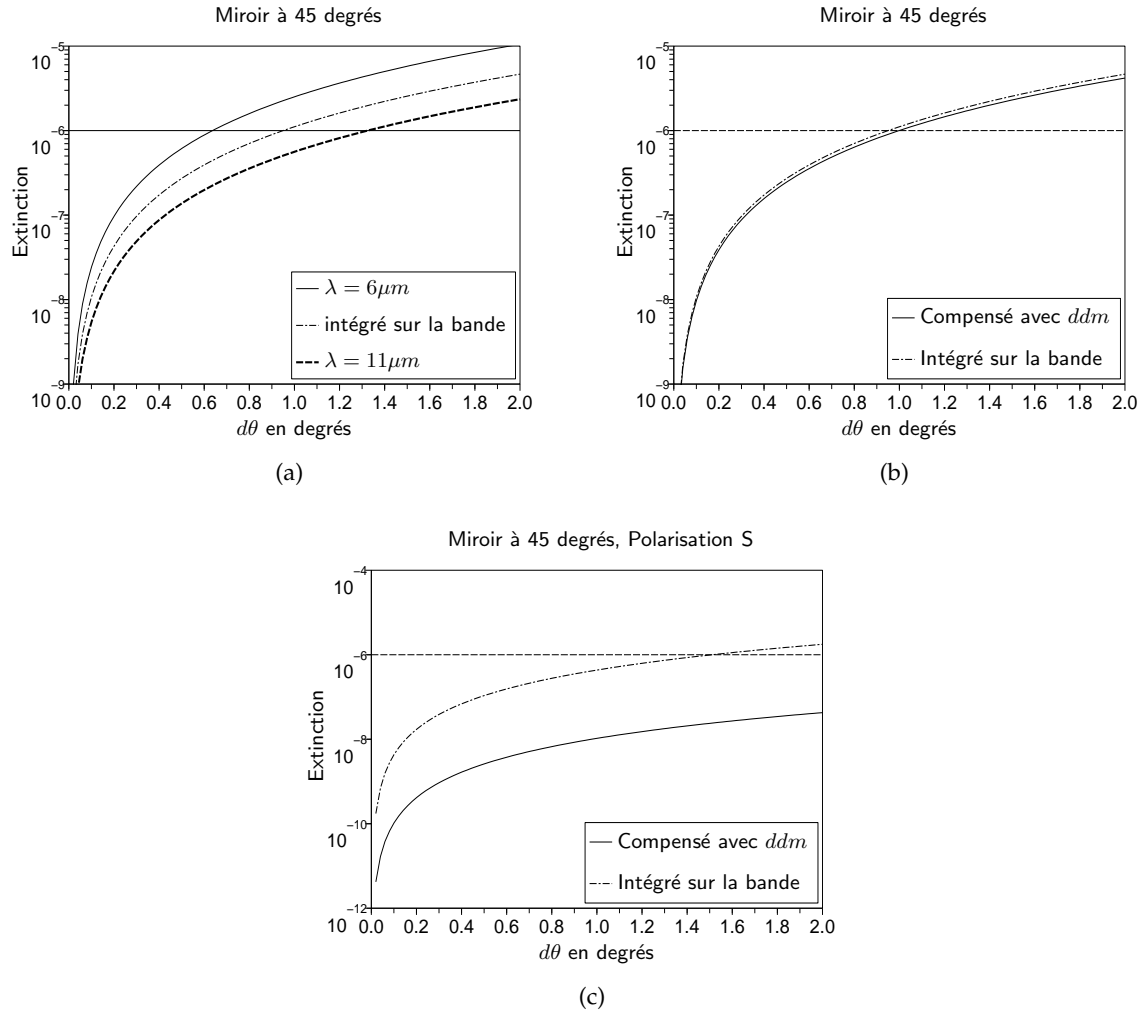 Miroir à 45 degrés
10⁻⁵
10⁻⁶
10⁻⁷
10⁻⁸
10⁻⁹
Extinction
0.0 0.2 0.4 0.6 0.8 1.0 1.2 1.4 1.6 1.8 2.0
dθ en degrés
λ = 6μm
intégré sur la bande
λ = 11μm
(a)
Miroir à 45 degrés
10⁻⁵
10⁻⁶
10⁻⁷
10⁻⁸
10⁻⁹
Extinction
0.0 0.2 0.4 0.6 0.8 1.0 1.2 1.4 1.6 1.8 2.0
dθ en degrés
Compensé avec ddm
Intégré sur la bande
(b)
Miroir à 45 degrés, Polarisation S
10⁻⁴
10⁻⁶
10⁻⁸
10⁻¹⁰
10⁻¹²
Extinction
0.0 0.2 0.4 0.6 0.8 1.0 1.2 1.4 1.6 1.8 2.0
dθ en degrés
Compensé avec ddm
Intégré sur la bande
(c)